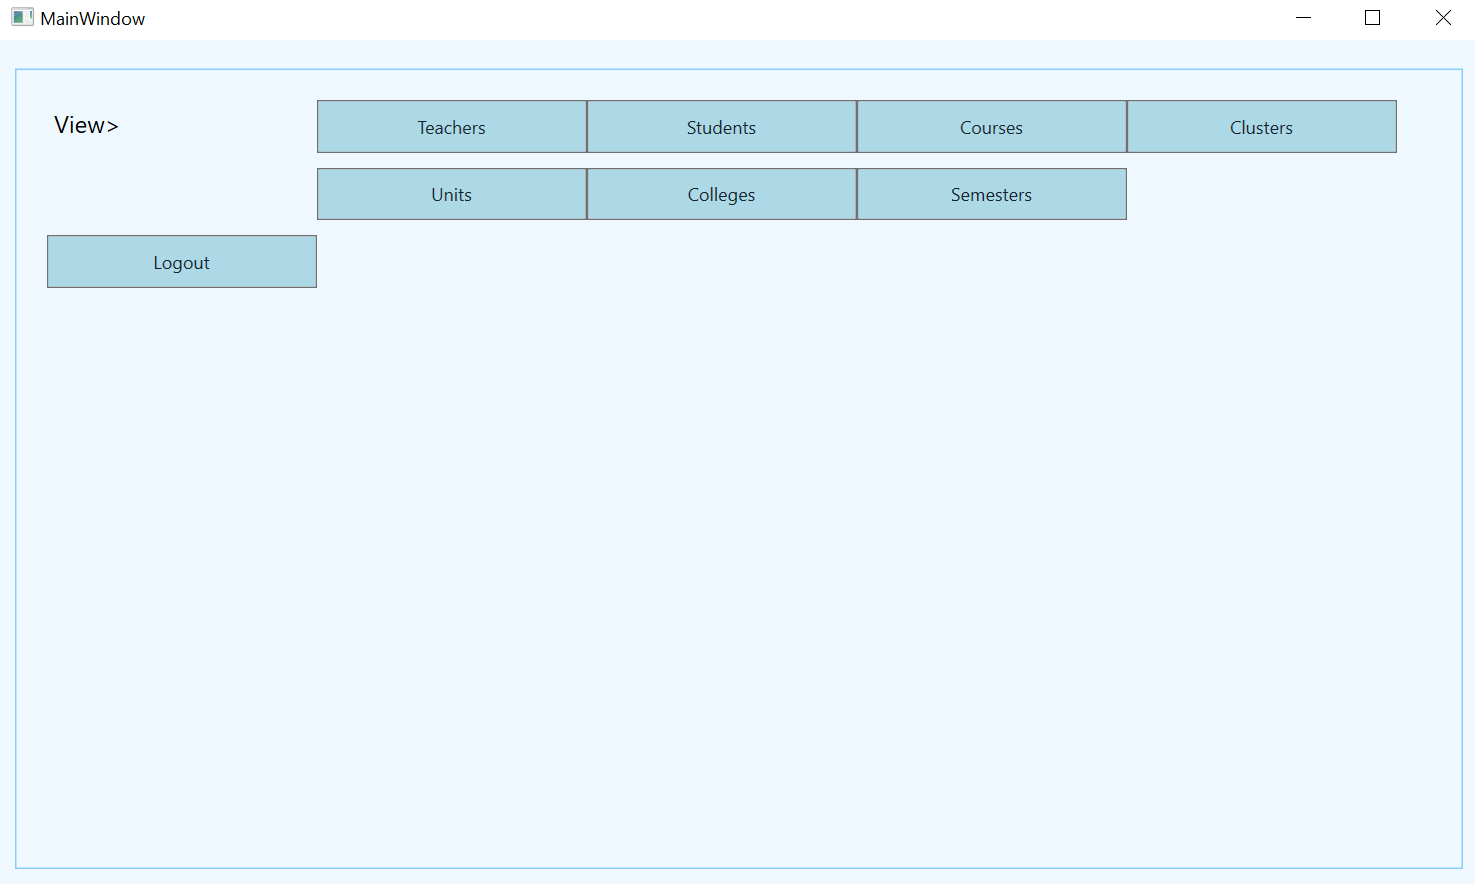 MainWindow
View> Teachers Students Courses Clusters
Units Colleges Semesters
Logout